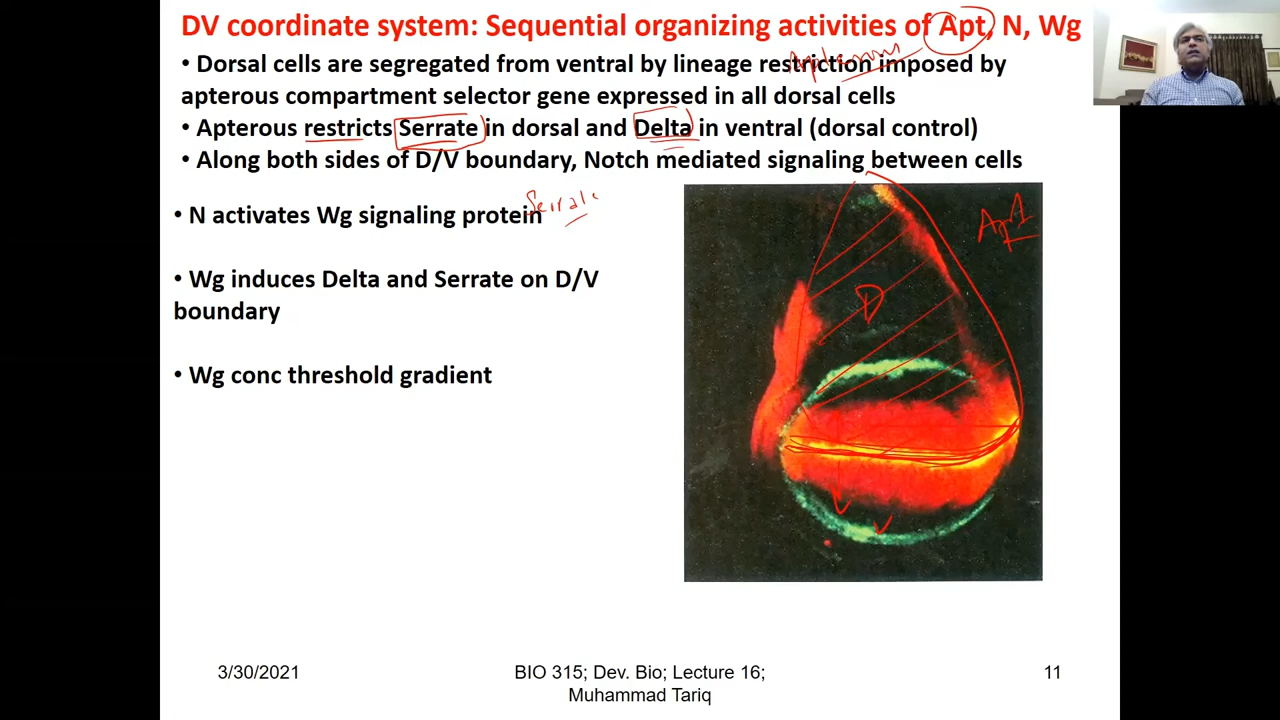 DV coordinate system: Sequential organizing activities of Apt, N, Wg
• Dorsal cells are segregated from ventral by lineage restriction imposed by
apterous compartment selector gene expressed in all dorsal cells
• Apterous restricts Serrate in dorsal and Delta in ventral (dorsal control)
• Along both sides of D/V boundary, Notch mediated signaling between cells
• N activates Wg signaling protein
Serrate
• Wg induces Delta and Serrate on D/V
boundary
• Wg conc threshold gradient
Apt
D
3/30/2021
BIO 315; Dev. Bio; Lecture 16;
Muhammad Tariq
11